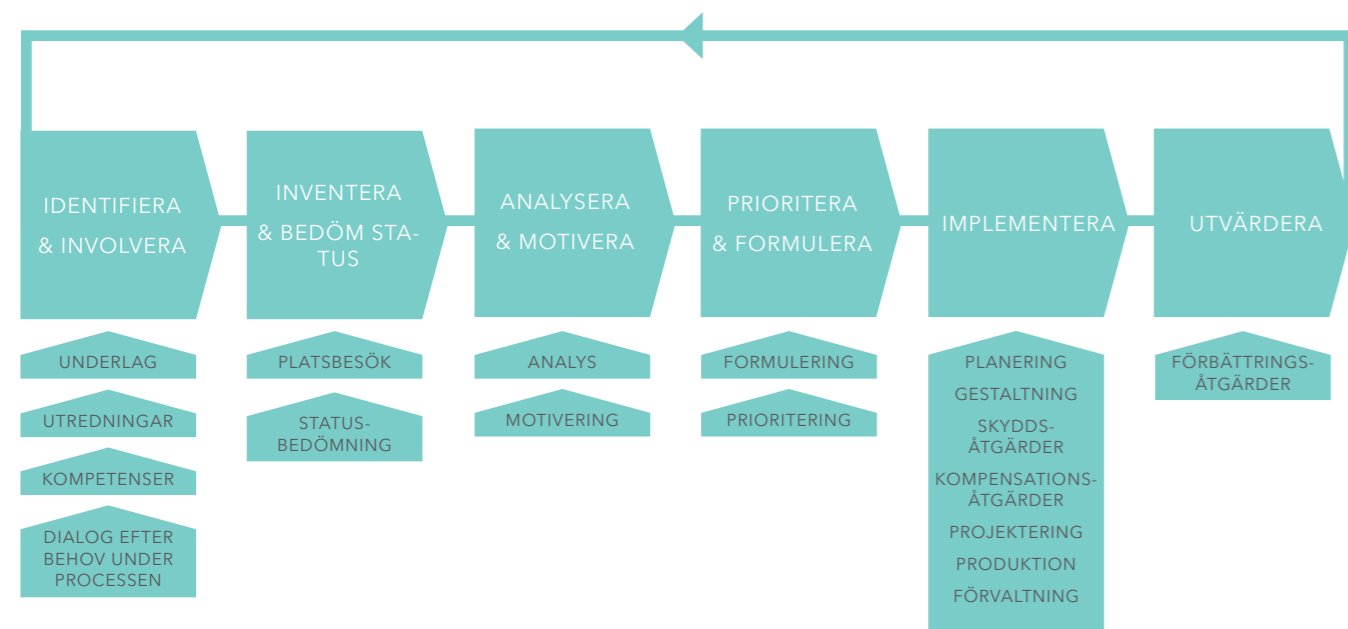 IDENTIFIERA
& INVOLVERA
INVENTERA
& BEDÖM STA-
TUS
ANALYSERA
& MOTIVERA
PRIORITERA
& FORMULERA
IMPLEMENTERA
UTVÄRDERA
UNDERLAG
UTREDNINGAR
KOMPETENSER
DIALOG EFTER
BEHOV UNDER
PROCESSEN
PLATSBESÖK
STATUS-
BEDÖMNING
ANALYS
MOTIVERING
FORMULERING
PRIORITERING
PLANERING
GESTALTNING
SKYDDS-
ÅTGÄRDER
KOMPENSATIONS-
ÅTGÄRDER
PROJEKTERING
PRODUKTION
FÖRVALTNING
FÖRBÄTTRINGS-
ÅTGÄRDER